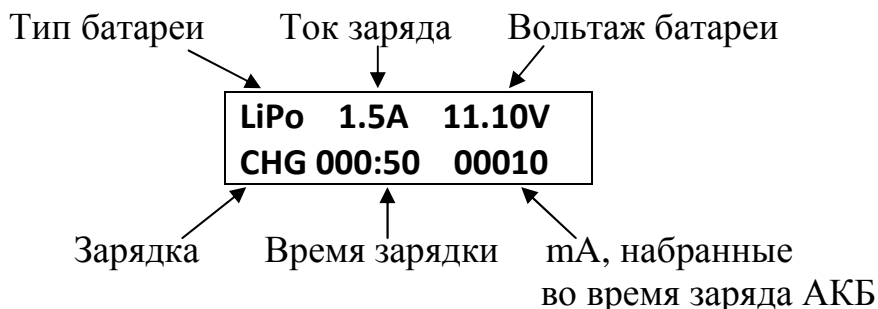 Тип батареи Ток заряда Вольтаж батареи
LiPo 1.5A 11.10V
CHG 000:50 00010
Зарядка Время зарядки mA, набранные
во время заряда АКБ